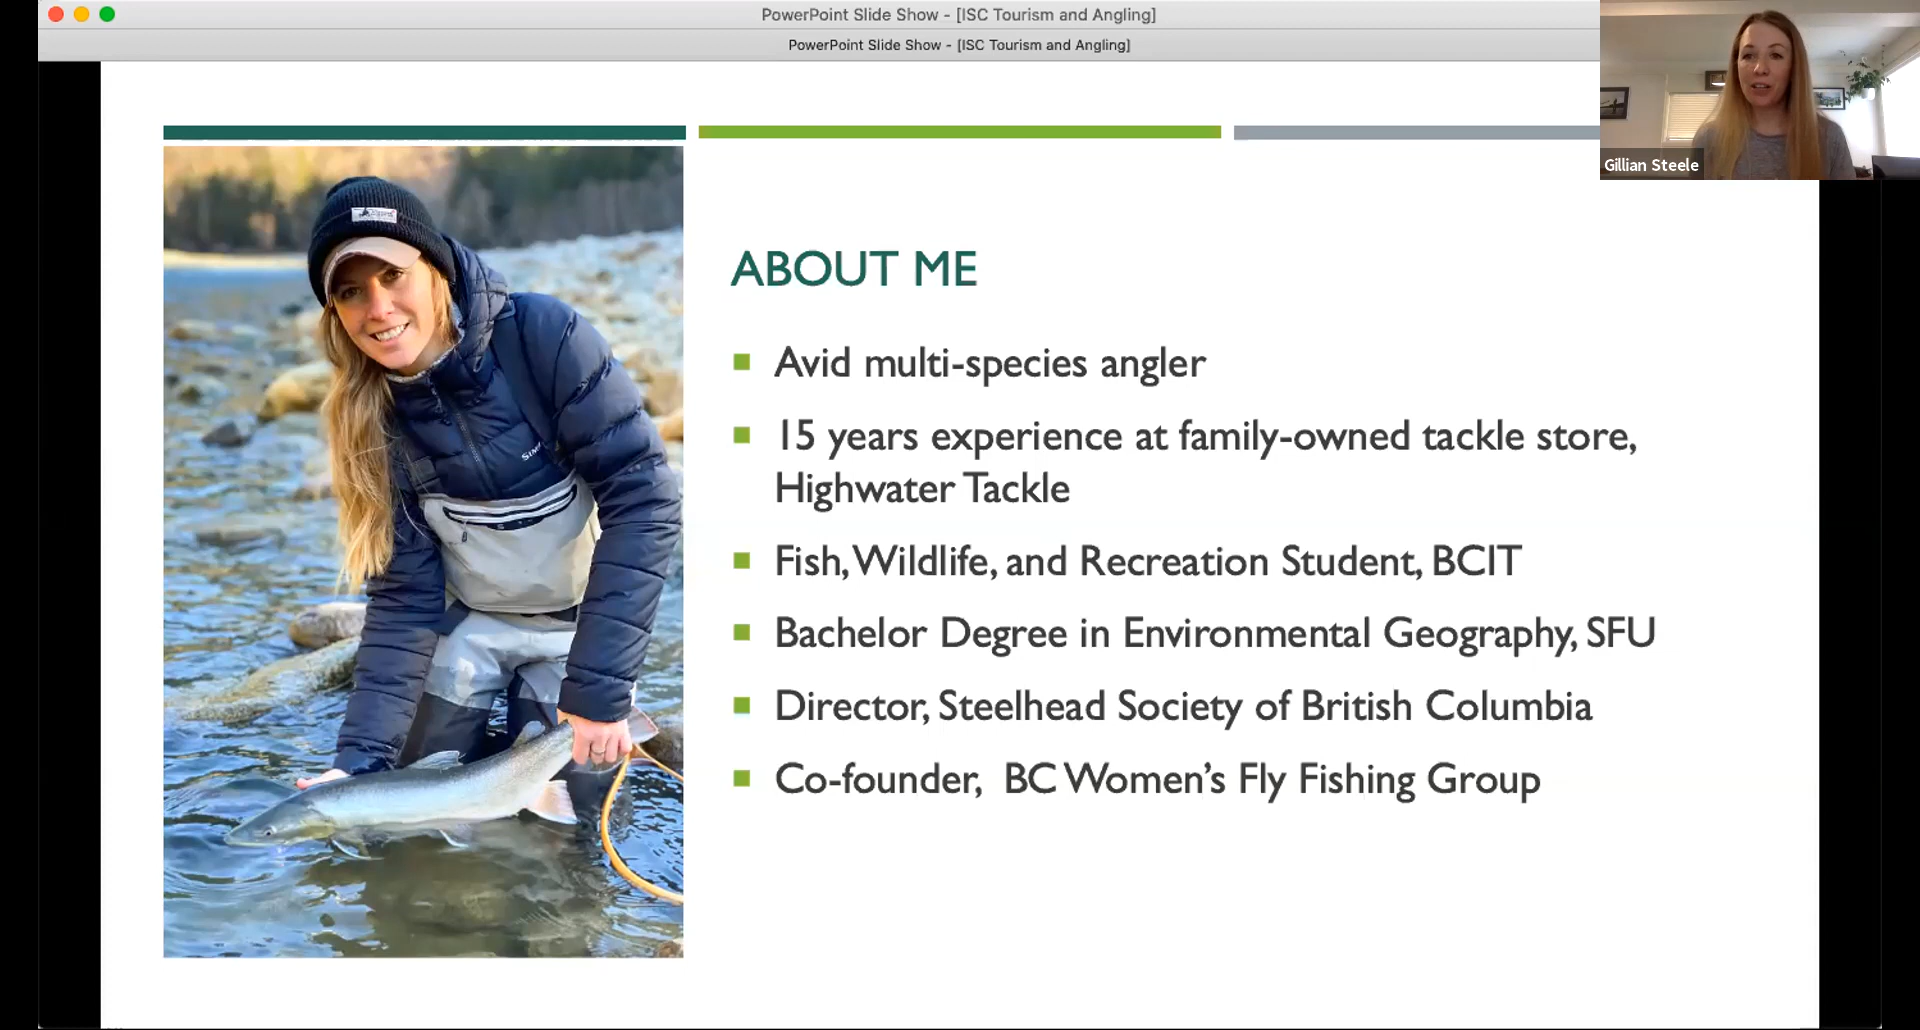 PowerPoint Slide Show - [ISC Tourism and Angling]
PowerPoint Slide Show - [ISC Tourism and Angling]
Gillian Steele
ABOUT ME
Avid multi-species angler
15 years experience at family-owned tackle store,
Highwater Tackle
Fish, Wildlife, and Recreation Student, BCIT
Bachelor Degree in Environmental Geography, SFU
Director, Steelhead Society of British Columbia
Co-founder, BC Women's Fly Fishing Group